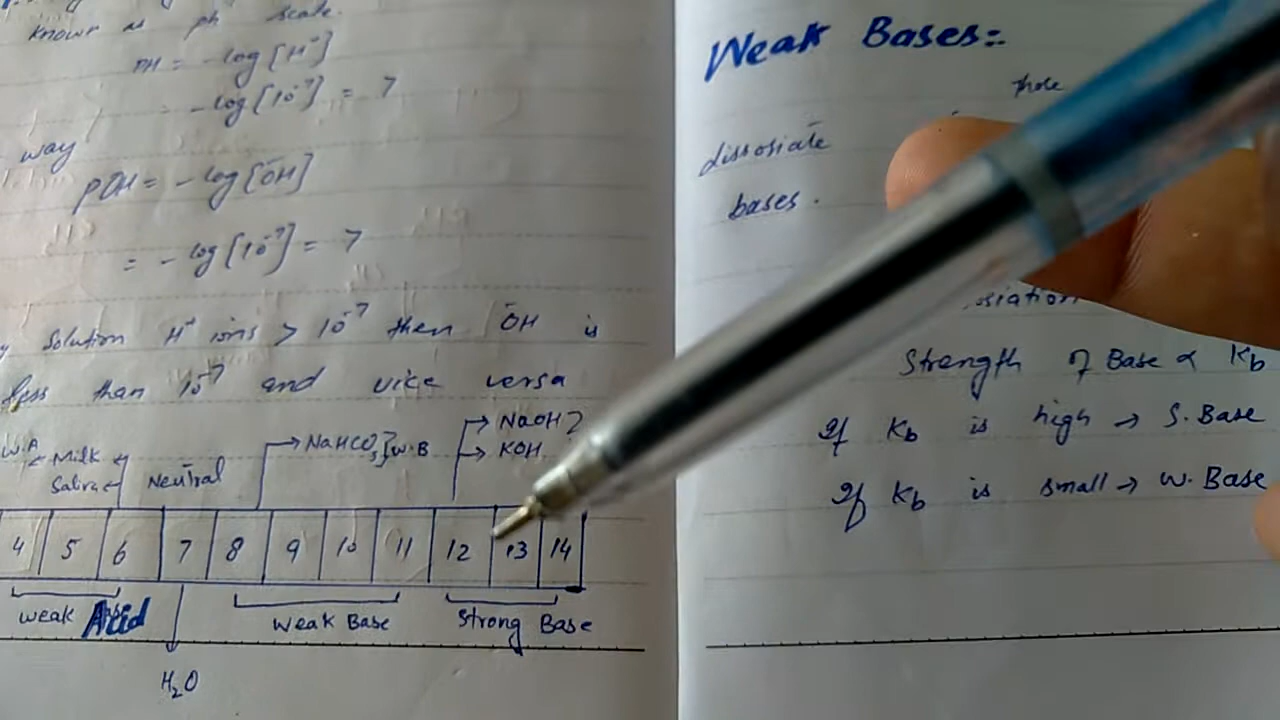 known as ph scale.
PH = -log[H⁺]
-log[10⁻⁷] = 7
way
pOH = -log[ŌH]
= -log[10⁻⁷] = 7
Solution H⁺ ions > 10⁻⁷ then ŌH is
less than 10⁻⁷ and vice versa
W.A Milk
Saliva
Neutral
NaHCO₃} W.B
NaOH
KOH
4 5 6 7 8 9 10 11 12 13 14
weak Acid
Weak Base
Strong Base
H₂O
Weak Bases:-
dissosiate
bases.
Strength of Base ∝ Kb
If Kb is high → S.Base
If Kb is small → W.Base